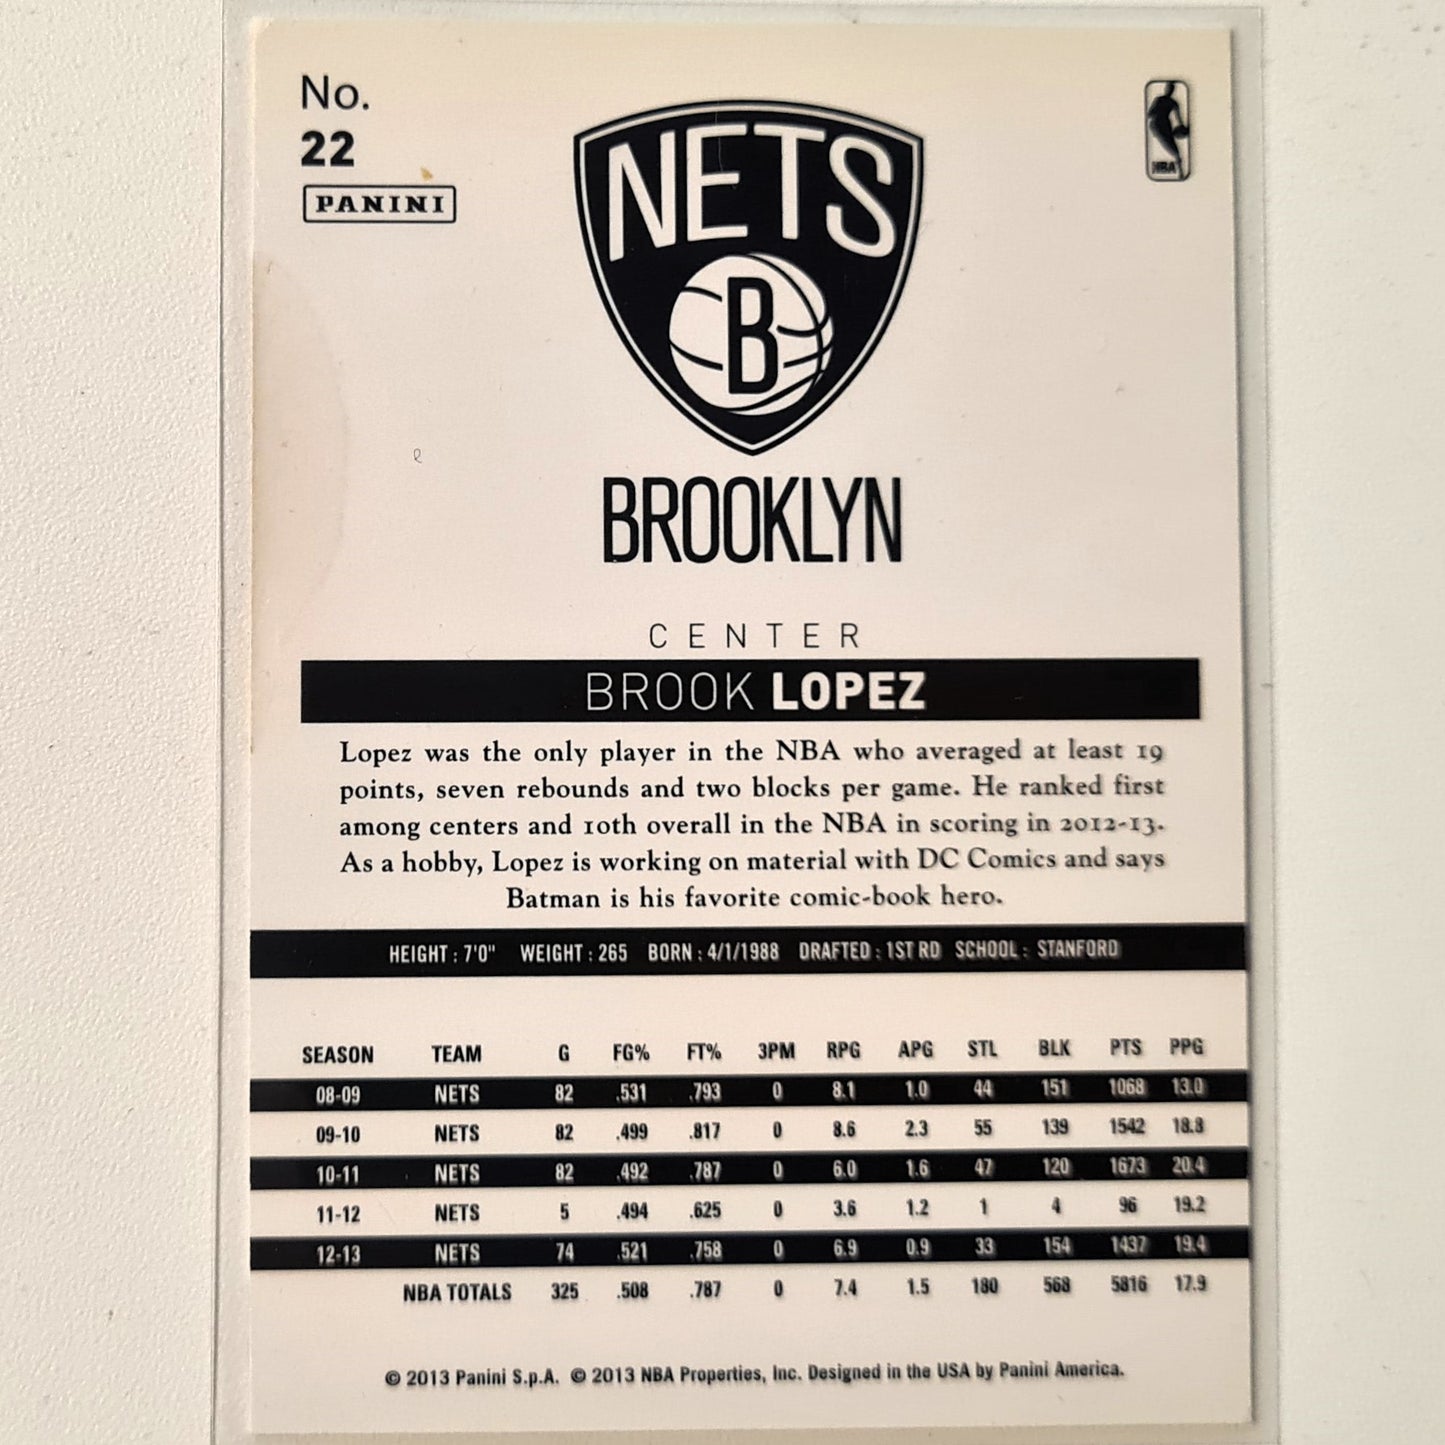 No.
22
PANINI
NBA
NETS
B
BROOKLYN
CENTER
BROOK LOPEZ
Lopez was the only player in the NBA who averaged at least 19
points, seven rebounds and two blocks per game. He ranked first
among centers and 10th overall in the NBA in scoring in 2012-13.
As a hobby, Lopez is working on material with DC Comics and says
Batman is his favorite comic-book hero.
HEIGHT : 7'0" WEIGHT : 265 BORN : 4/1/1988 DRAFTED : 1ST RD SCHOOL : STANFORD
SEASON TEAM G FG% FT% 3PM RPG APG STL BLK PTS PPG
08-09 NETS 82 .531 .793 0 8.1 1.0 44 151 1068 13.0
09-10 NETS 82 .499 .817 0 8.6 2.3 55 139 1542 18.8
10-11 NETS 82 .492 .787 0 6.0 1.6 47 120 1673 20.4
11-12 NETS 5 .494 .625 0 3.6 1.2 1 4 96 19.2
12-13 NETS 74 .521 .758 0 6.9 0.9 33 154 1437 19.4
NBA TOTALS 325 .508 .787 0 7.4 1.5 180 568 5816 17.9
© 2013 Panini S.p.A. © 2013 NBA Properties, Inc. Designed in the USA by Panini America.